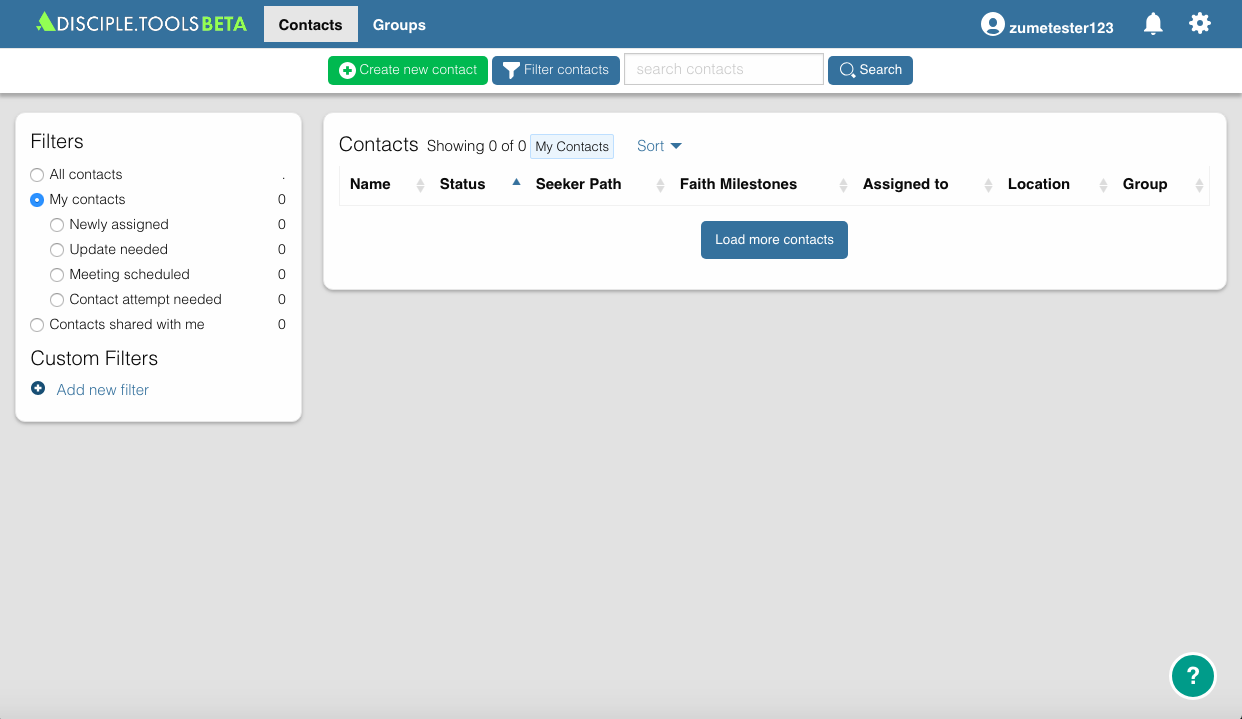 DISCIPLE.TOOLS BETA
Contacts
Groups
zumetester123
Create new contact
Filter contacts
search contacts
Search
Filters
All contacts .
My contacts 0
Newly assigned 0
Update needed 0
Meeting scheduled 0
Contact attempt needed 0
Contacts shared with me 0
Custom Filters
Add new filter
Contacts Showing 0 of 0 My Contacts Sort
Name Status Seeker Path Faith Milestones Assigned to Location Group
Load more contacts
?